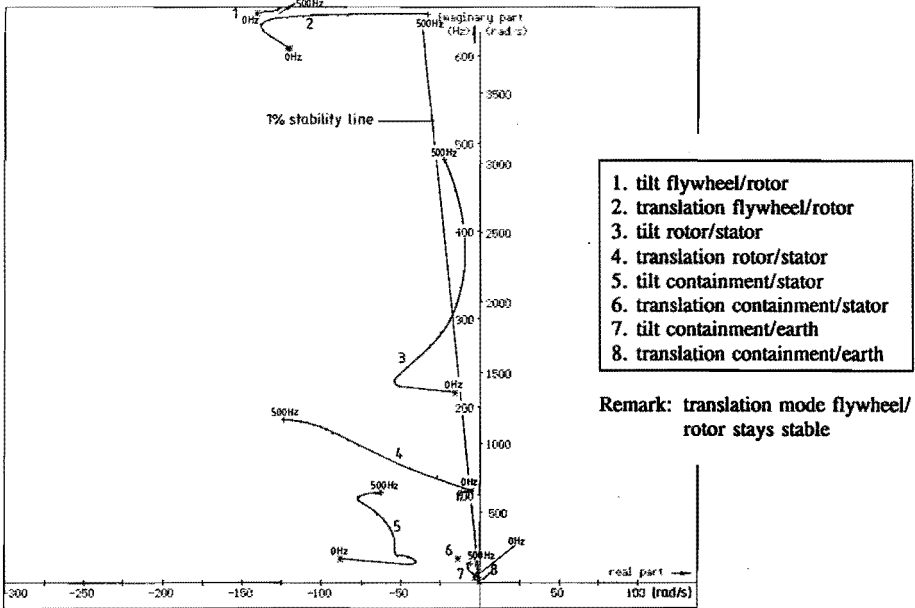 1
500Hz
0Hz
2
0Hz
500Hz
imaginary part
(Hz) (rad/s)
600
3500
1% stability line
500
500Hz
3000
400
2500
2000
300
3
1500
0Hz
200
500Hz
1000
4
0Hz
100
500Hz
500
5
0Hz
6
500Hz
0Hz
7
8
real part →
-300 -250 -200 -150 -100 -50 0 50 100 (rad/s)
1. tilt flywheel/rotor
2. translation flywheel/rotor
3. tilt rotor/stator
4. translation rotor/stator
5. tilt containment/stator
6. translation containment/stator
7. tilt containment/earth
8. translation containment/earth
Remark: translation mode flywheel/
rotor stays stable